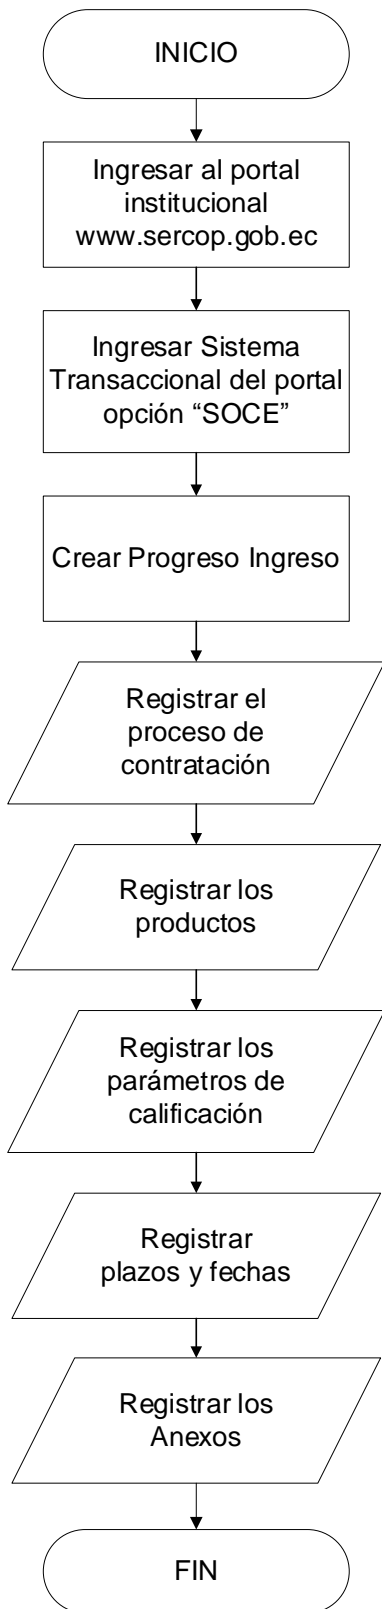 INICIO
Ingresar al portal
institucional
www.sercop.gob.ec
Ingresar Sistema
Transaccional del portal
opción “SOCE”
Crear Progreso Ingreso
Registrar el
proceso de
contratación
Registrar los
productos
Registrar los
parámetros de
calificación
Registrar
plazos y fechas
Registrar los
Anexos
FIN